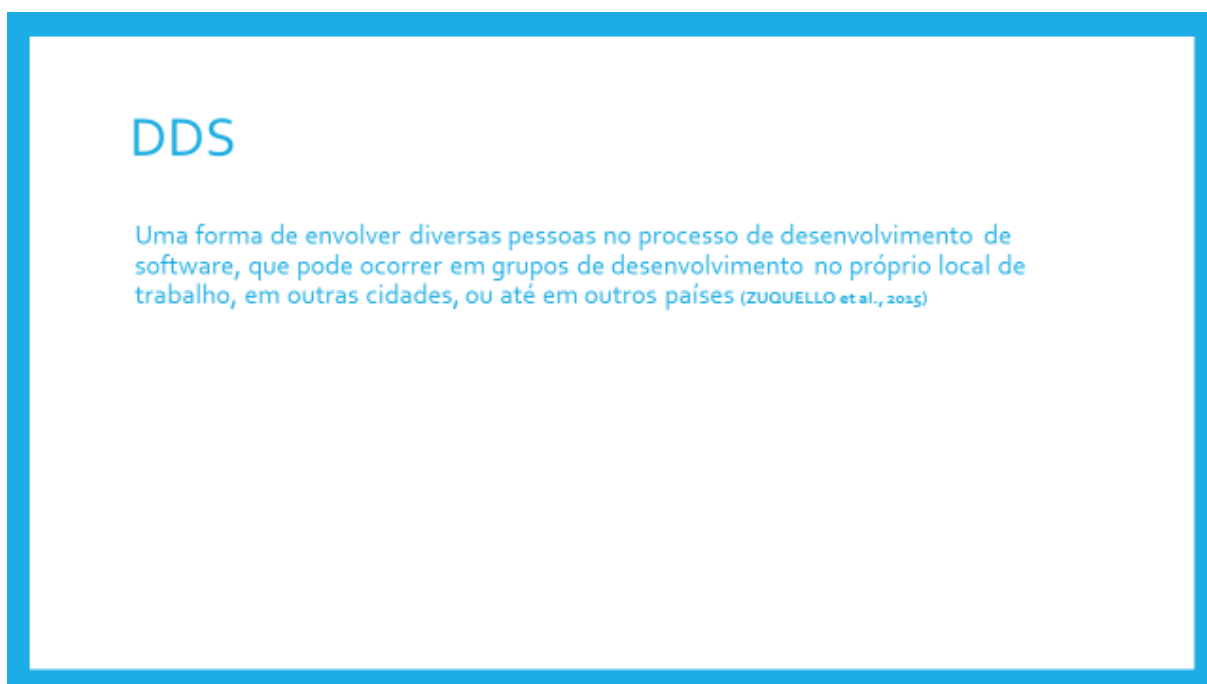 DDS
Uma forma de envolver diversas pessoas no processo de desenvolvimento de
software, que pode ocorrer em grupos de desenvolvimento no próprio local de
trabalho, em outras cidades, ou até em outros países (ZUQUELLO et al., 2015)